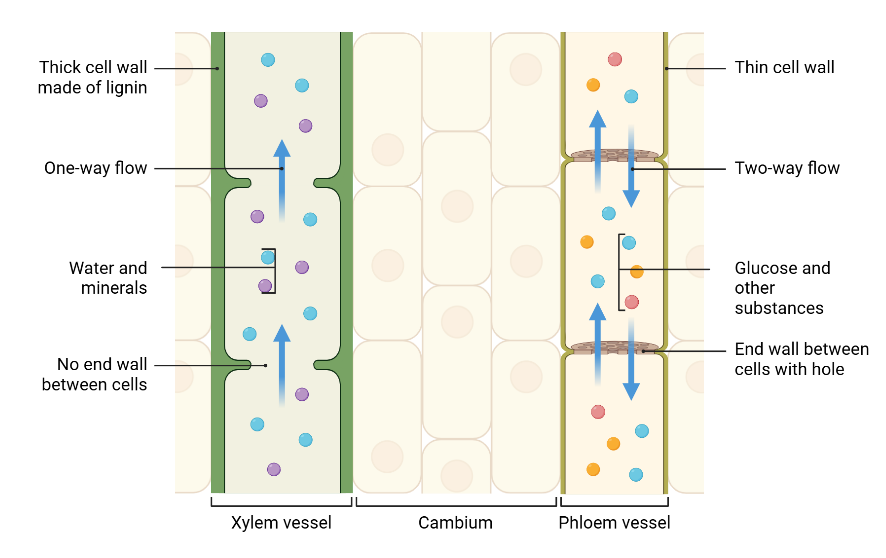 Thick cell wall
made of lignin
One-way flow
Water and
minerals
No end wall
between cells
Thin cell wall
Two-way flow
Glucose and
other
substances
End wall between
cells with hole
Xylem vessel
Cambium
Phloem vessel